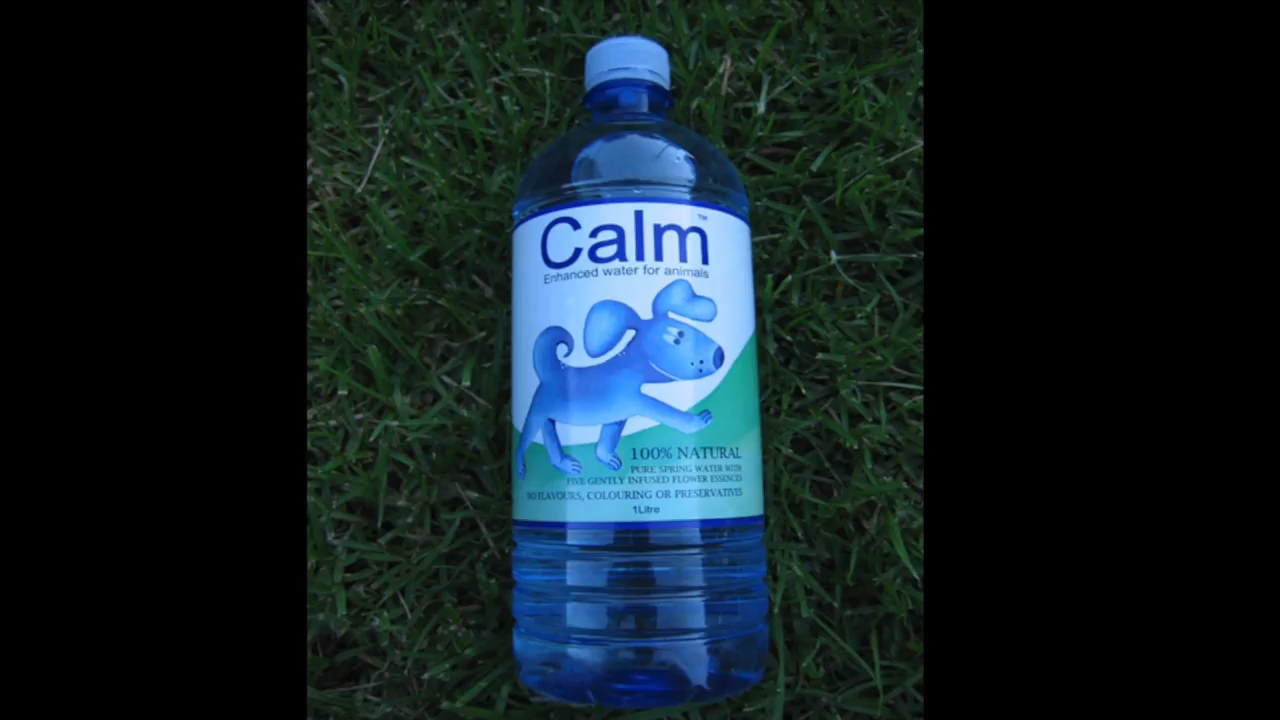 Calm™
Enhanced water for animals
100% NATURAL
PURE SPRING WATER WITH
FIVE GENTLY INFUSED FLOWER ESSENCES
NO FLAVOURS, COLOURING OR PRESERVATIVES
1Litre